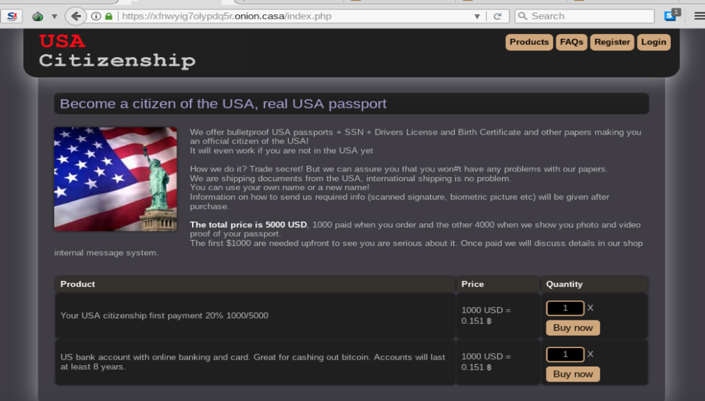 https://xfnwyig7olypdq5r.onion.casa/index.php
Search
1
USA
Citizenship
Products FAQs Register Login
Become a citizen of the USA, real USA passport
We offer bulletproof USA passports + SSN + Drivers License and Birth Certificate and other papers making you
an official citizen of the USA!
It will even work if you are not in the USA yet
How we do it? Trade secret! But we can assure you that you won#t have any problems with our papers.
We are shipping documents from the USA, international shipping is no problem.
You can use your own name or a new name!
Information on how to send us required info (scanned signature, biometric picture etc) will be given after
purchase.
The total price is 5000 USD, 1000 paid when you order and the other 4000 when we show you photo and video
proof of your passport.
The first $1000 are needed upfront to see you are serious about it. Once paid we will discuss details in our shop
internal message system.
Product Price Quantity
Your USA citizenship first payment 20% 1000/5000
1000 USD =
0.151 ฿
1 X
Buy now
US bank account with online banking and card. Great for cashing out bitcoin. Accounts will last
at least 8 years.
1000 USD =
0.151 ฿
1 X
Buy now